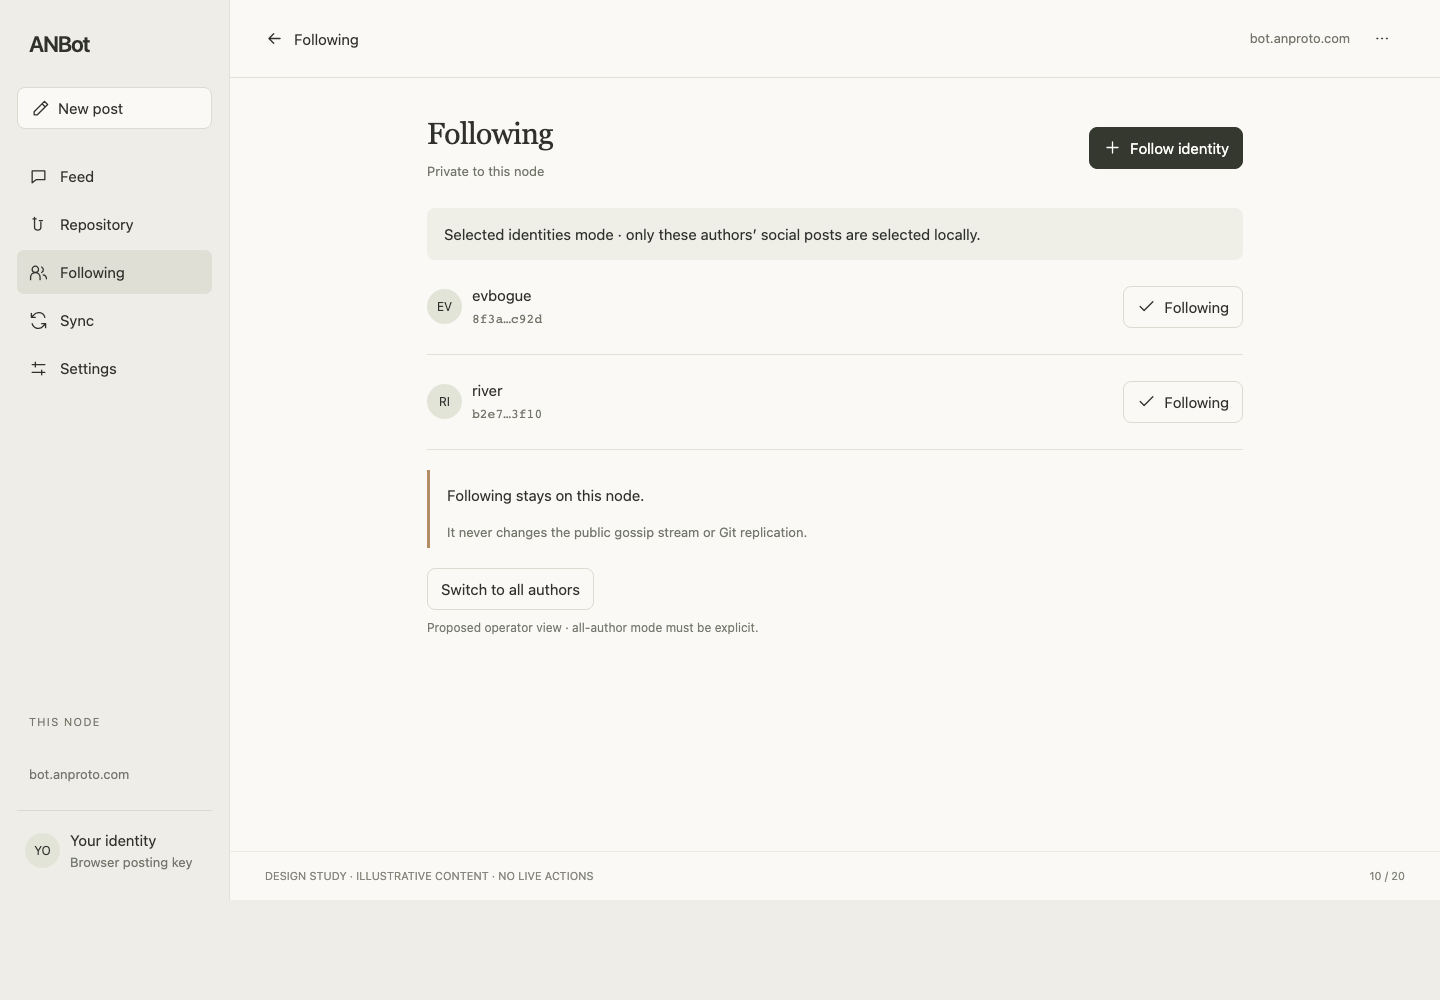 ANBot
New post
Feed
Repository
Following
Sync
Settings
THIS NODE
bot.anproto.com
YO
Your identity
Browser posting key
Following
bot.anproto.com
Following
Private to this node
Follow identity
Selected identities mode · only these authors’ social posts are selected locally.
EV
evbogue
8f3a…c92d
Following
RI
river
b2e7…3f10
Following
Following stays on this node.
It never changes the public gossip stream or Git replication.
Switch to all authors
Proposed operator view · all-author mode must be explicit.
DESIGN STUDY · ILLUSTRATIVE CONTENT · NO LIVE ACTIONS
10 / 20